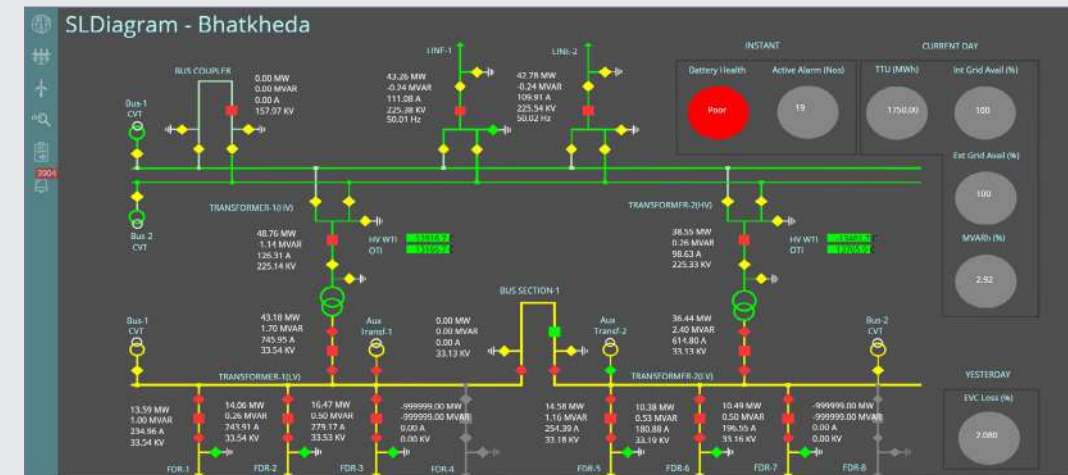 SLDiagram - Bhatkheda
INSTANT
CURRENT DAY
Battery Health
Active Alarm (Nos)
TTU (MWh)
Int Grid Avail (%)
Poor
19
1750.00
100
Ext Grid Avail (%)
100
MVARh (%)
2.92
YESTERDAY
EVC Loss (%)
2.080
3904
BUS COUPLER
0.00 MW
0.00 MVAR
0.00 A
157.97 KV
Bus-1
CVT
LINE-1
43.26 MW
-0.24 MVAR
111.08 A
225.38 KV
50.01 Hz
LINE-2
42.78 MW
-0.24 MVAR
109.91 A
225.54 KV
50.02 Hz
Bus 2
CVT
TRANSFORMER-1(HV)
48.76 MW
1.14 MVAR
126.31 A
225.14 KV
HV WTI
OTI
TRANSFORMER-2(HV)
38.55 MW
0.26 MVAR
98.63 A
225.33 KV
HV WTI
OTI
BUS SECTION-1
Bus-1
CVT
43.18 MW
1.70 MVAR
745.95 A
33.54 KV
Aux
Transf-1
0.00 MW
0.00 MVAR
0.00 A
33.13 KV
Aux
Transf-2
36.44 MW
2.40 MVAR
614.80 A
33.13 KV
Bus-2
CVT
TRANSFORMER-1(LV)
TRANSFORMER-2(LV)
13.59 MW
1.00 MVAR
234.96 A
33.54 KV
FDR-1
14.06 MW
0.26 MVAR
243.91 A
33.54 KV
FDR-2
16.47 MW
0.50 MVAR
279.17 A
33.53 KV
FDR-3
-999999.00 MW
-999999.00 MVAR
0.00 A
0.00 KV
FDR-4
14.58 MW
1.16 MVAR
254.39 A
33.18 KV
FDR-5
10.38 MW
0.53 MVAR
180.88 A
33.19 KV
FDR-6
10.49 MW
0.50 MVAR
196.55 A
33.16 KV
FDR-7
-999999.00 MW
-999999.00 MVAR
0.00 A
0.00 KV
FDR-8